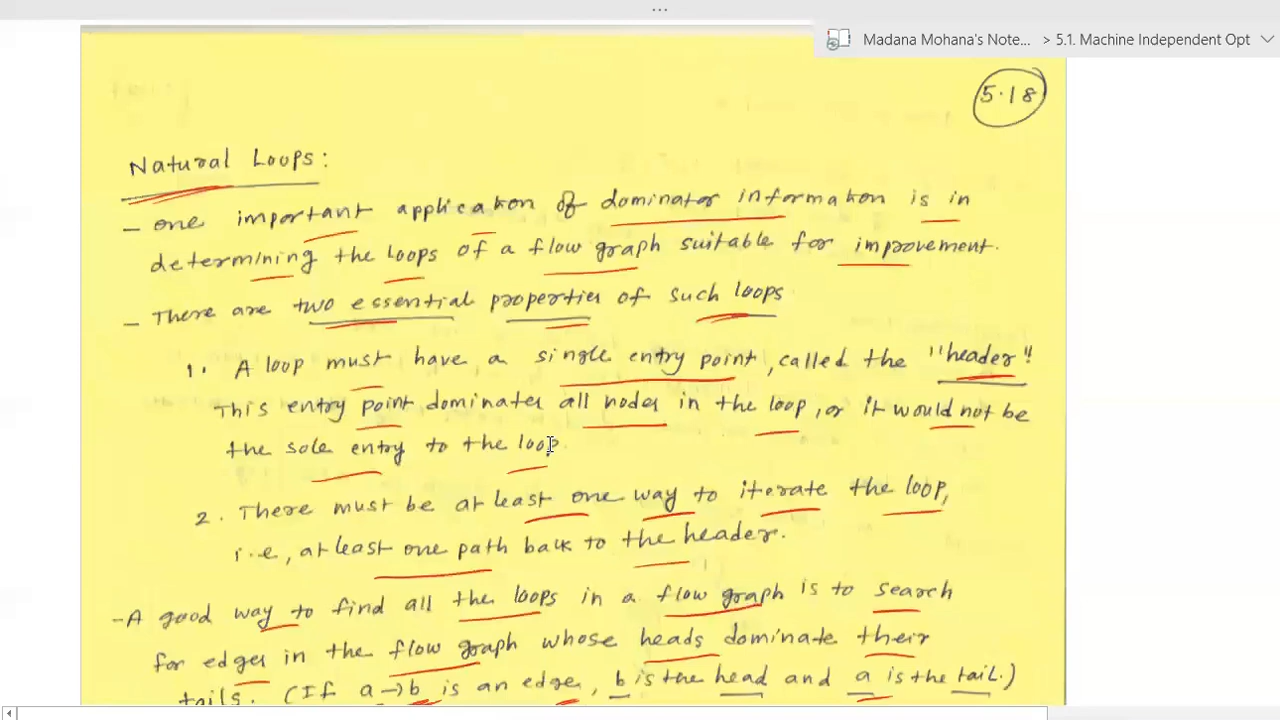 ...
Madana Mohana's Note... > 5.1. Machine Independent Opt
5.18
Natural Loops:
- one important application of dominator information is in
determining the loops of a flow graph suitable for improvement.
- There are two essential properties of such loops
1. A loop must have a single entry point, called the "header".
This entry point dominates all nodes in the loop, or it would not be
the sole entry to the loop.
2. There must be at least one way to iterate the loop,
i.e, at least one path back to the header.
- A good way to find all the loops in a flow graph is to search
for edges in the flow graph whose heads dominate their
tails. (If a→b is an edge, b is the head and a is the tail.)